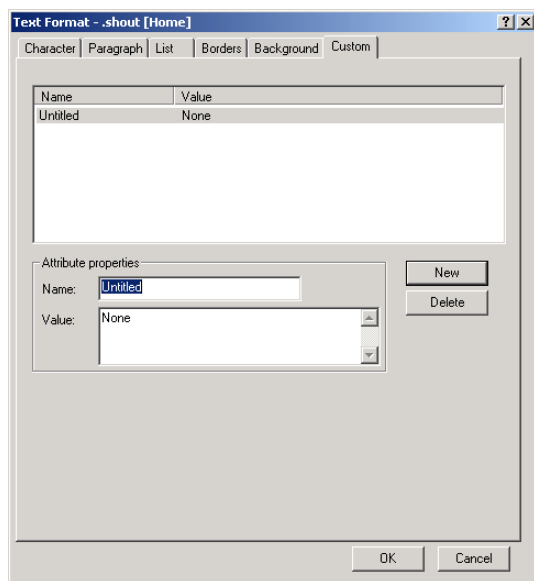 Text Format - .shout [Home]
Character Paragraph List Borders Background Custom
Name Value
Untitled None
Attribute properties
Name: Untitled
New
Value: None
Delete
OK Cancel